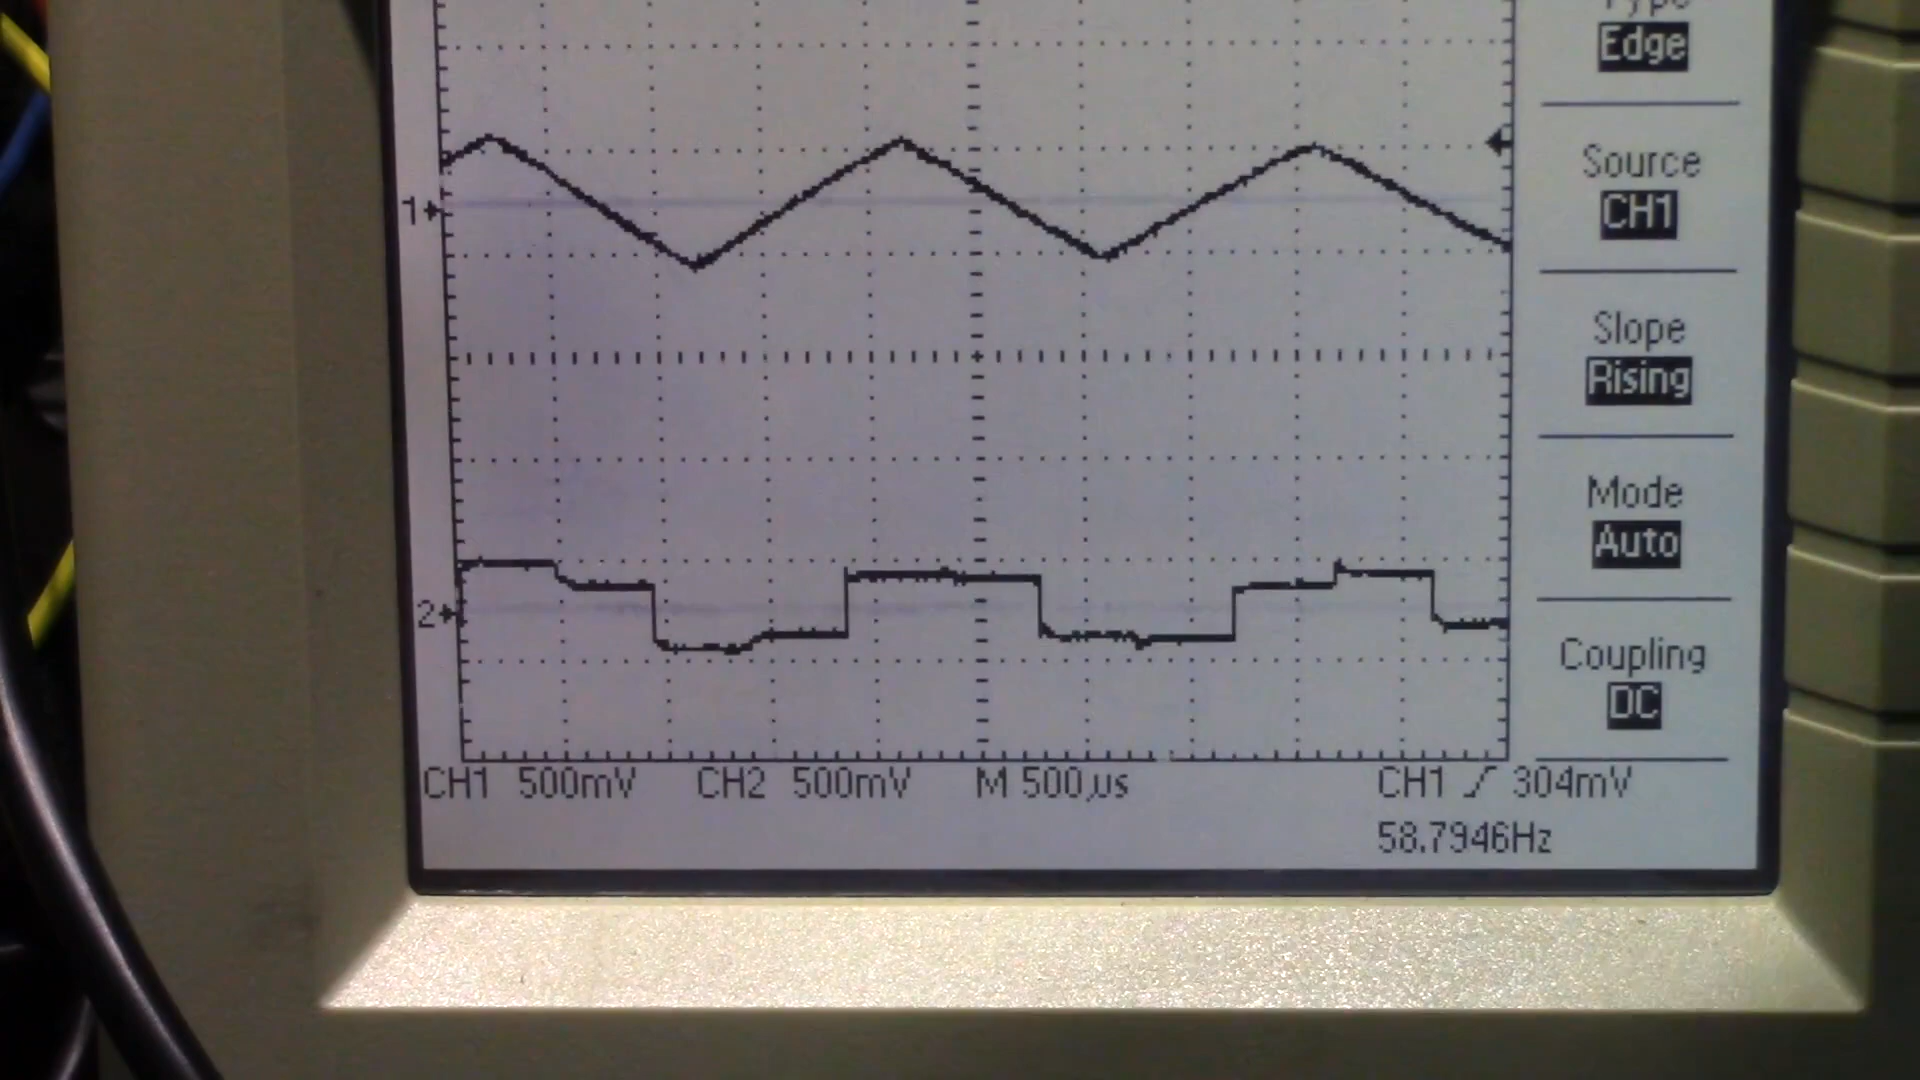 Type
Edge
Source
CH1
Slope
Rising
Mode
Auto
Coupling
DC
1
2
CH1 500mV CH2 500mV M 500µs CH1 304mV
58.7946Hz